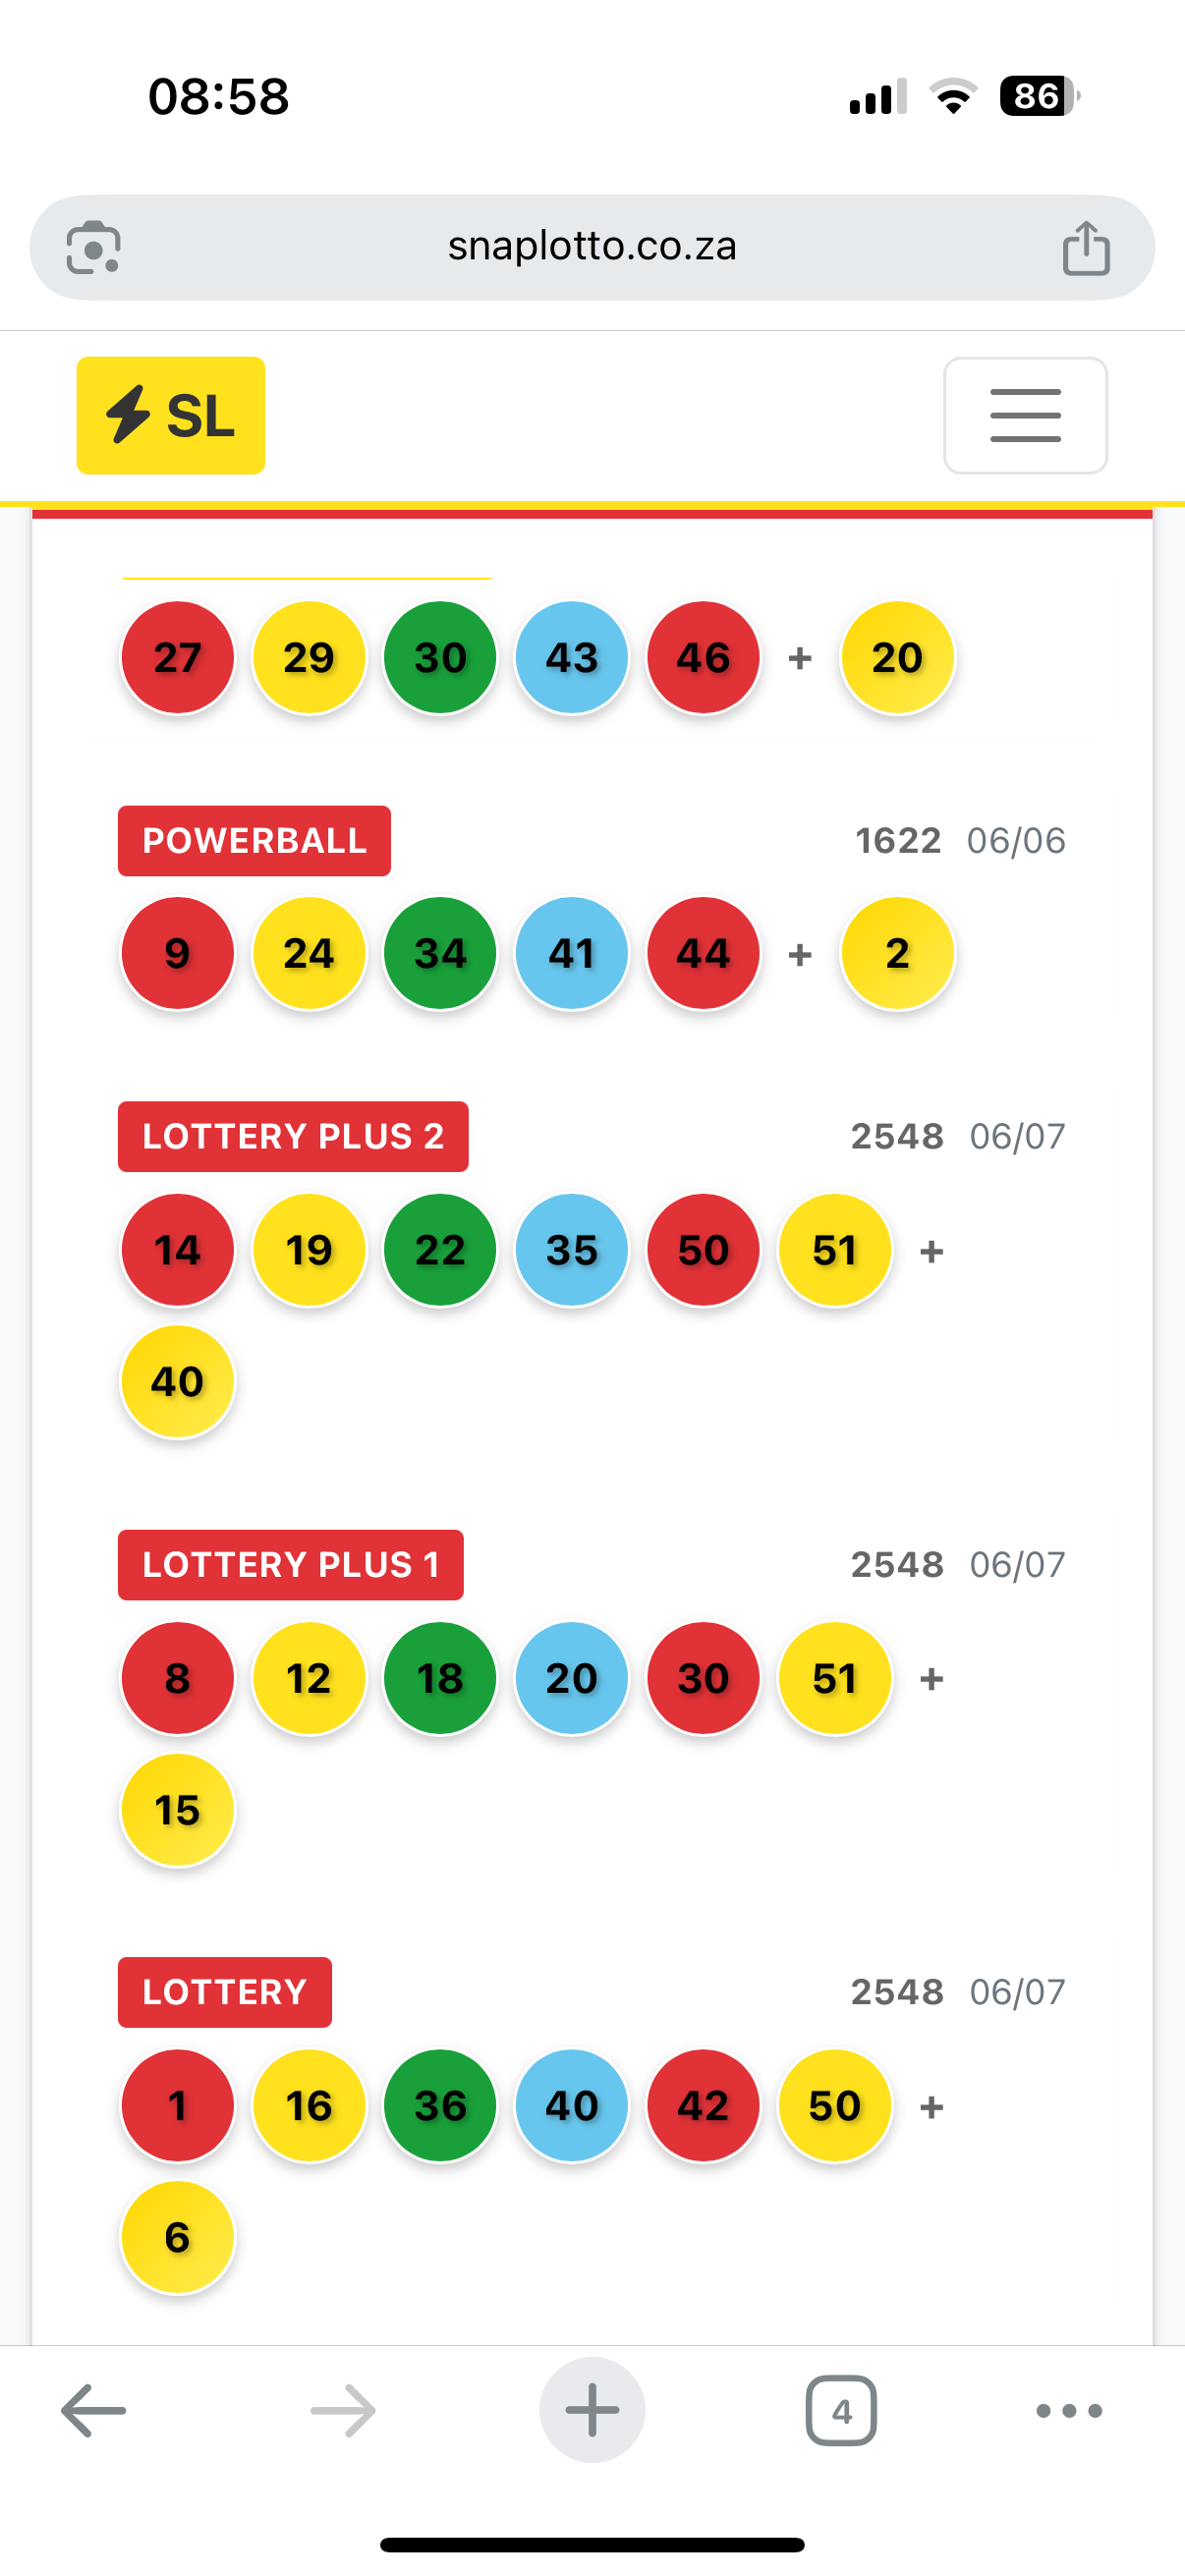 08:58
86
snaplotto.co.za
SL
27 29 30 43 46 + 20
POWERBALL 1622 06/06
9 24 34 41 44 + 2
LOTTERY PLUS 2 2548 06/07
14 19 22 35 50 51 +
40
LOTTERY PLUS 1 2548 06/07
8 12 18 20 30 51 +
15
LOTTERY 2548 06/07
1 16 36 40 42 50 +
6
4